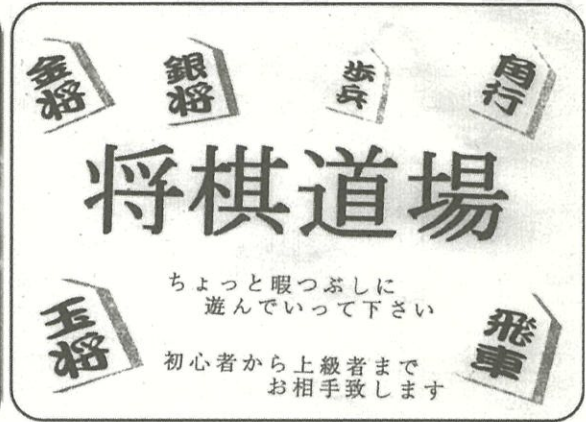 金将
銀将
歩兵
角行
将棋道場
ちょっと暇つぶしに
遊んでいって下さい
玉将
飛車
初心者から上級者まで
お相手致します